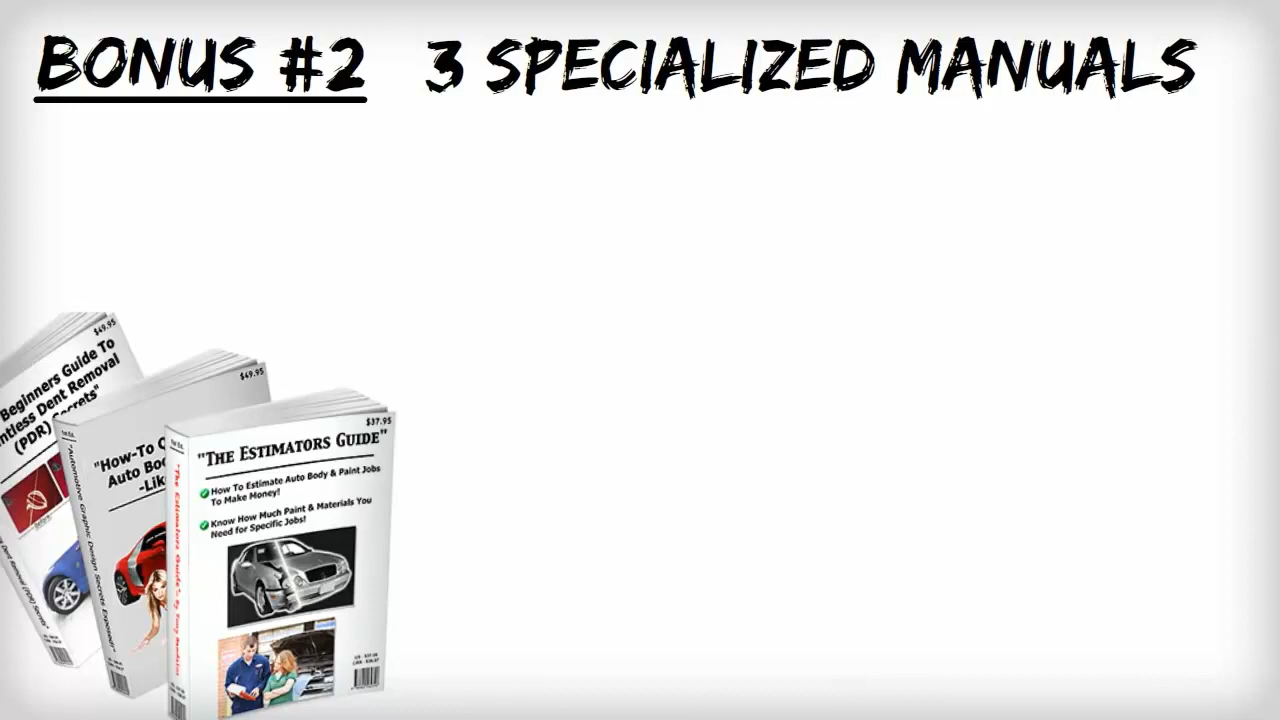 BONUS #2 3 SPECIALIZED MANUALS
$49.95
Beginners Guide To
ntless Dent Removal
(PDR) Secrets"
$49.95
"How-To
Auto
"Automotive Graphic Design Secrets Exposed!"
$37.95
"THE ESTIMATORS GUIDE"
How To Estimate Auto Body & Paint Jobs
To Make Money!
Know How Much Paint & Materials You
Need for Specific Jobs!
"The Estimators Guide"